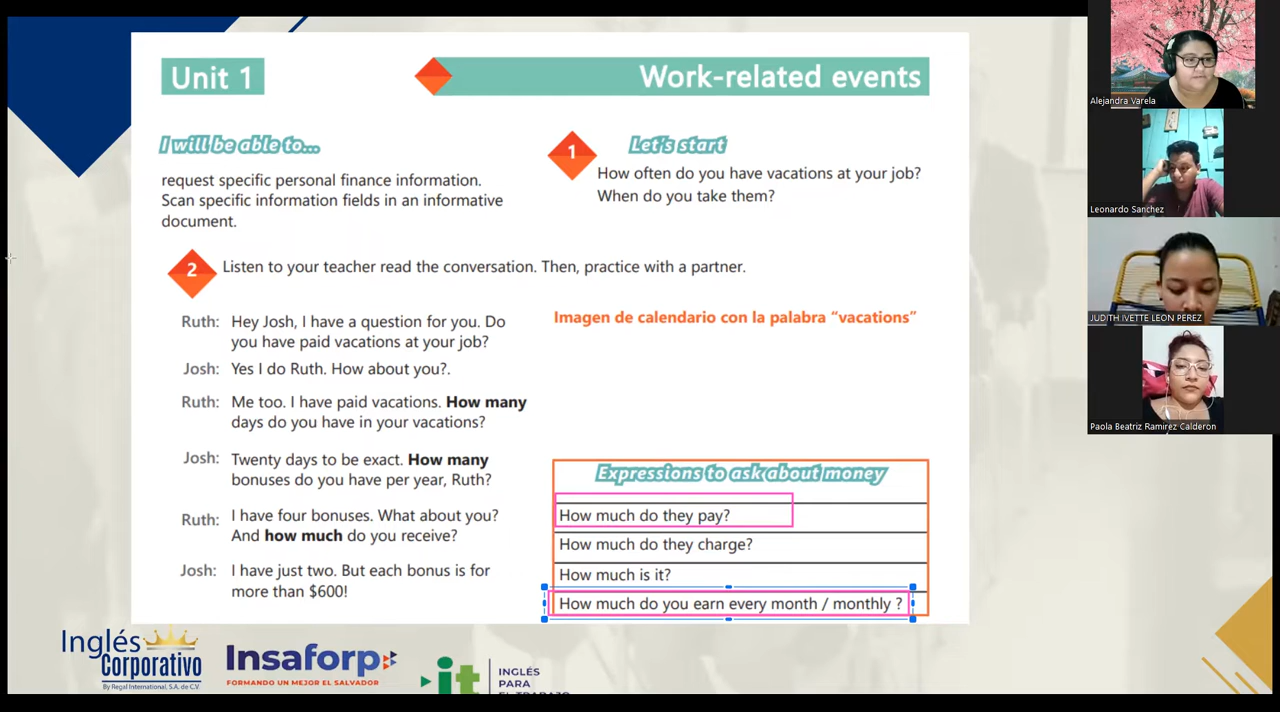 Unit 1
Work-related events
I will be able to...
request specific personal finance information.
Scan specific information fields in an informative
document.
1
Let's start
How often do you have vacations at your job?
When do you take them?
2
Listen to your teacher read the conversation. Then, practice with a partner.
Ruth: Hey Josh, I have a question for you. Do
you have paid vacations at your job?
Josh: Yes I do Ruth. How about you?.
Ruth: Me too. I have paid vacations. How many
days do you have in your vacations?
Josh: Twenty days to be exact. How many
bonuses do you have per year, Ruth?
Ruth: I have four bonuses. What about you?
And how much do you receive?
Josh: I have just two. But each bonus is for
more than $600!
Imagen de calendario con la palabra “vacations”
Expressions to ask about money
How much do they pay?
How much do they charge?
How much is it?
How much do you earn every month / monthly ?
Inglés
Corporativo
By Regal International, S.A. de C.V.
Insaforp
FORMANDO UN MEJOR EL SALVADOR
it
INGLÉS
PARA
EL TRABAJO
Alejandra Varela
Leonardo Sanchez
JUDITH IVETTE LEON PEREZ
Paola Beatriz Ramirez Calderon